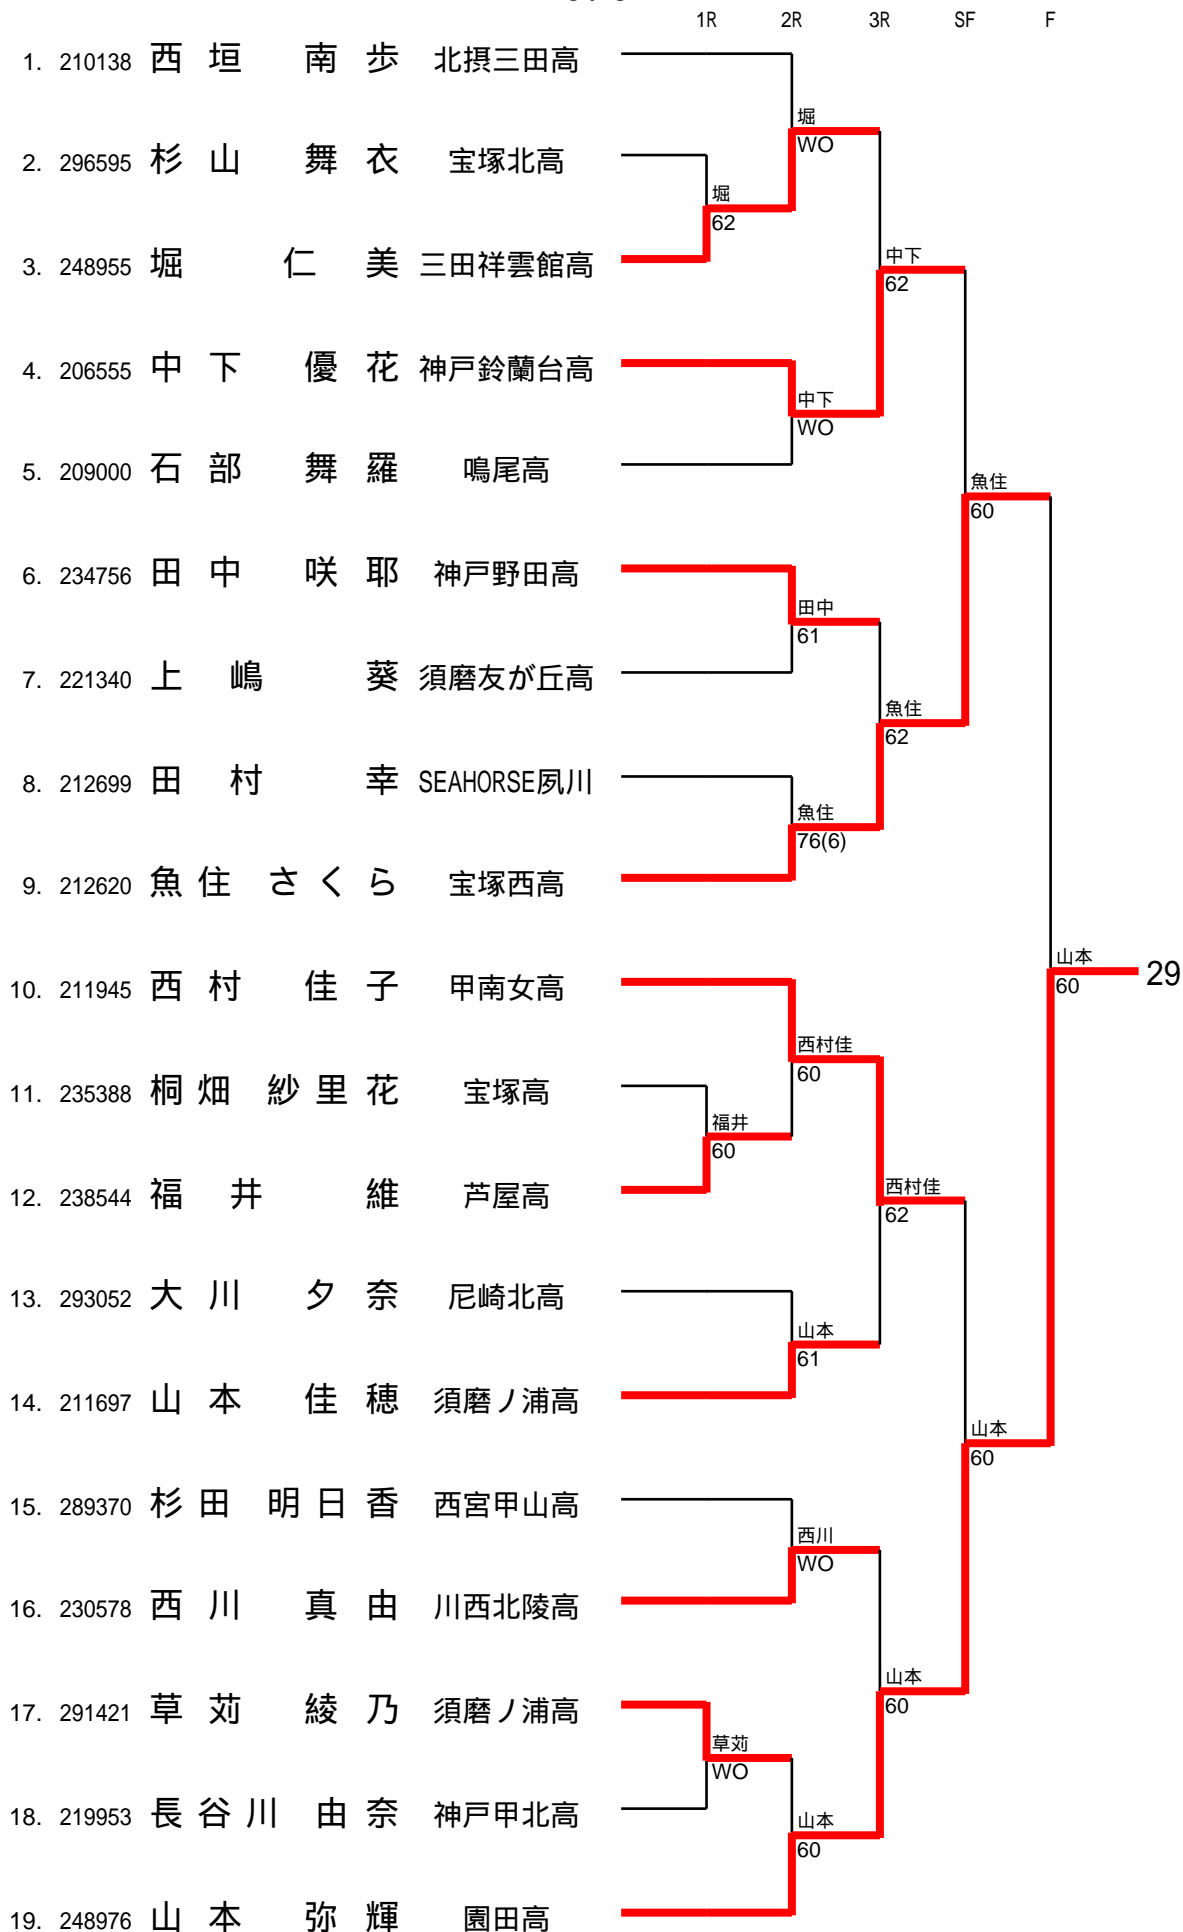 1R 2R 3R SF F
1. 210138 西垣 南歩 北摂三田高
堀
WO
2. 296595 杉山 舞衣 宝塚北高
堀
62
3. 248955 堀 仁美 三田祥雲館高
中下
62
4. 206555 中下 優花 神戸鈴蘭台高
中下
WO
5. 209000 石部 舞羅 鳴尾高
魚住
60
6. 234756 田中 咲耶 神戸野田高
田中
61
7. 221340 上嶋 葵 須磨友が丘高
魚住
62
8. 212699 田村 幸 SEAHORSE夙川
魚住
76(6)
9. 212620 魚住 さくら 宝塚西高
山本
60
29
10. 211945 西村 佳子 甲南女高
西村佳
60
11. 235388 桐畑 紗里花 宝塚高
福井
60
12. 238544 福井 維 芦屋高
西村佳
62
13. 293052 大川 夕奈 尼崎北高
山本
61
14. 211697 山本 佳穂 須磨ノ浦高
山本
60
15. 289370 杉田 明日香 西宮甲山高
西川
WO
16. 230578 西川 真由 川西北陵高
山本
60
17. 291421 草苅 綾乃 須磨ノ浦高
草苅
WO
18. 219953 長谷川 由奈 神戸甲北高
山本
60
19. 248976 山本 弥輝 園田高